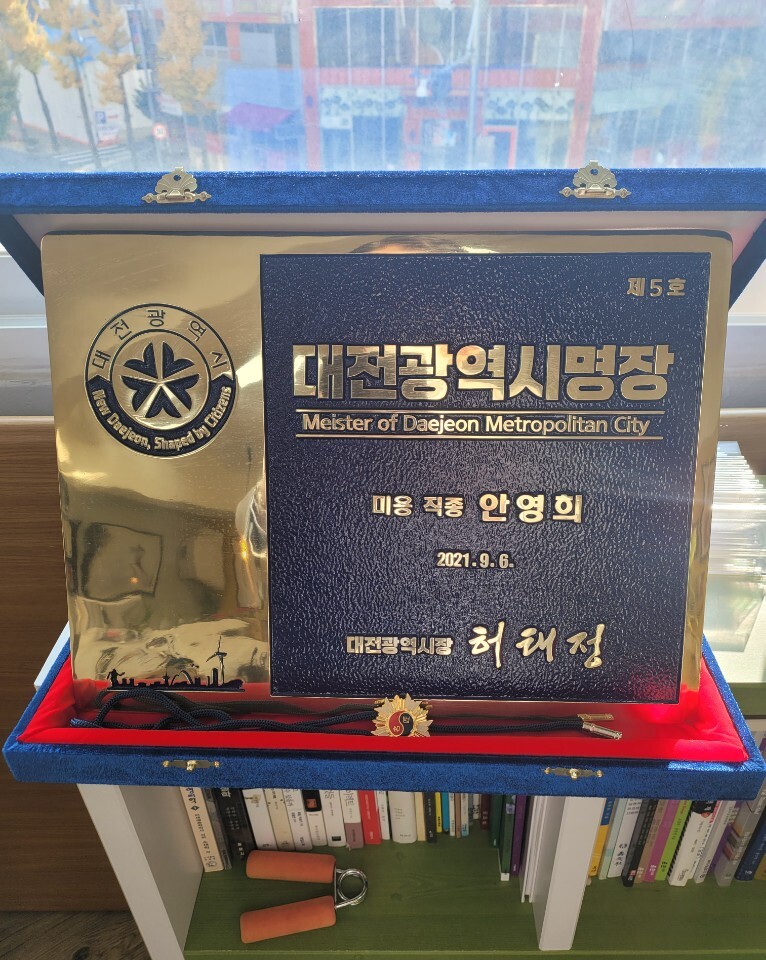 대전광역시
New Daejeon, Shaped by Citizens
제5호
대전광역시명장
Meister of Daejeon Metropolitan City
미용 직종 안영희
2021. 9. 6.
대전광역시장 허태정